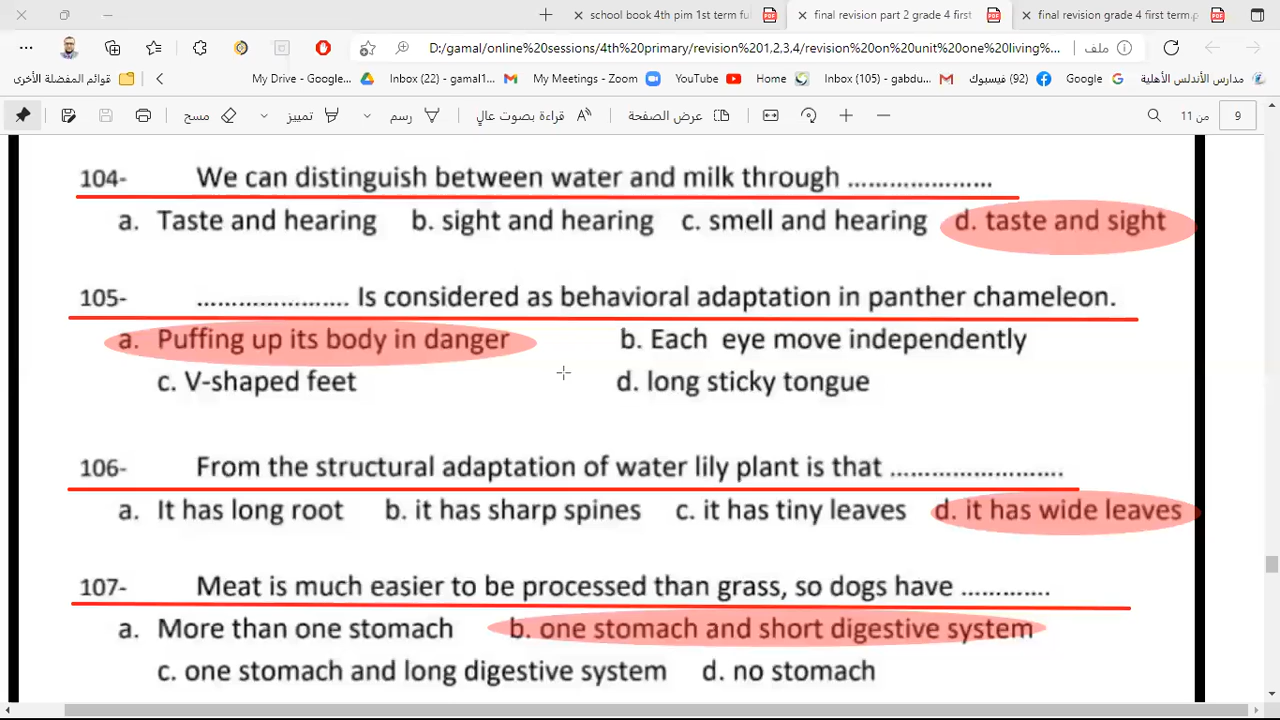 school book 4th pim 1st term fu
final revision part 2 grade 4 first
final revision grade 4 first term.p
D:/gamal/online%20sessions/4th%20primary/revision%201,2,3,4/revision%20on%20unit%20one%20living%...
ملف
قوائم المفضلة الأخرى
My Drive - Google...
Inbox (22) - gamal1...
My Meetings - Zoom
YouTube
Home
Inbox (105) - gabdu...
(92) فيسبوك
Google
مدارس الأندلس الأهلية
مسح
تمييز
رسم
قراءة بصوت عالٍ
عرض الصفحة
من 11
9
104- We can distinguish between water and milk through .....................
a. Taste and hearing b. sight and hearing c. smell and hearing d. taste and sight
105- ..................... Is considered as behavioral adaptation in panther chameleon.
a. Puffing up its body in danger b. Each eye move independently
c. V-shaped feet d. long sticky tongue
106- From the structural adaptation of water lily plant is that .........................
a. It has long root b. it has sharp spines c. it has tiny leaves d. it has wide leaves
107- Meat is much easier to be processed than grass, so dogs have .............
a. More than one stomach b. one stomach and short digestive system
c. one stomach and long digestive system d. no stomach